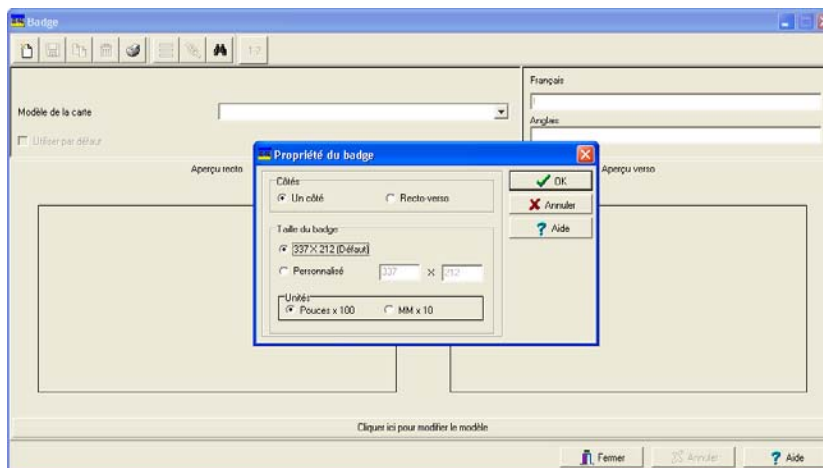 Badge
1-2
Français
Modèle de la carte
Anglais
Utiliser par défaut
Aperçu recto
Aperçu verso
Propriété du badge
Côtés
Un côté
Recto-verso
OK
Annuler
Aide
Taille du badge
337 X 212 (Défaut)
Personnalisé
337
X
212
Unités
Pouces x 100
MM x 10
Cliquer ici pour modifier le modèle
Fermer
Annuler
Aide